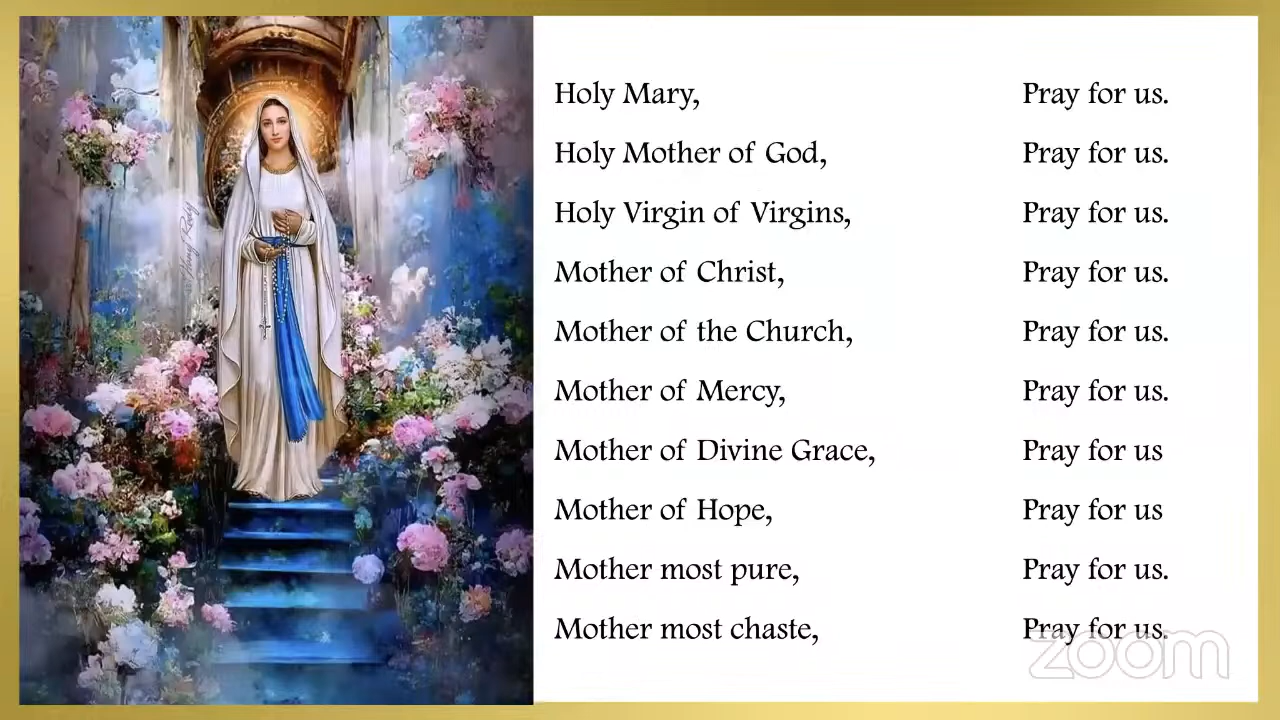 Holy Mary, Pray for us.
Holy Mother of God, Pray for us.
Holy Virgin of Virgins, Pray for us.
Mother of Christ, Pray for us.
Mother of the Church, Pray for us.
Mother of Mercy, Pray for us.
Mother of Divine Grace, Pray for us
Mother of Hope, Pray for us
Mother most pure, Pray for us.
Mother most chaste, Pray for us.
zoom